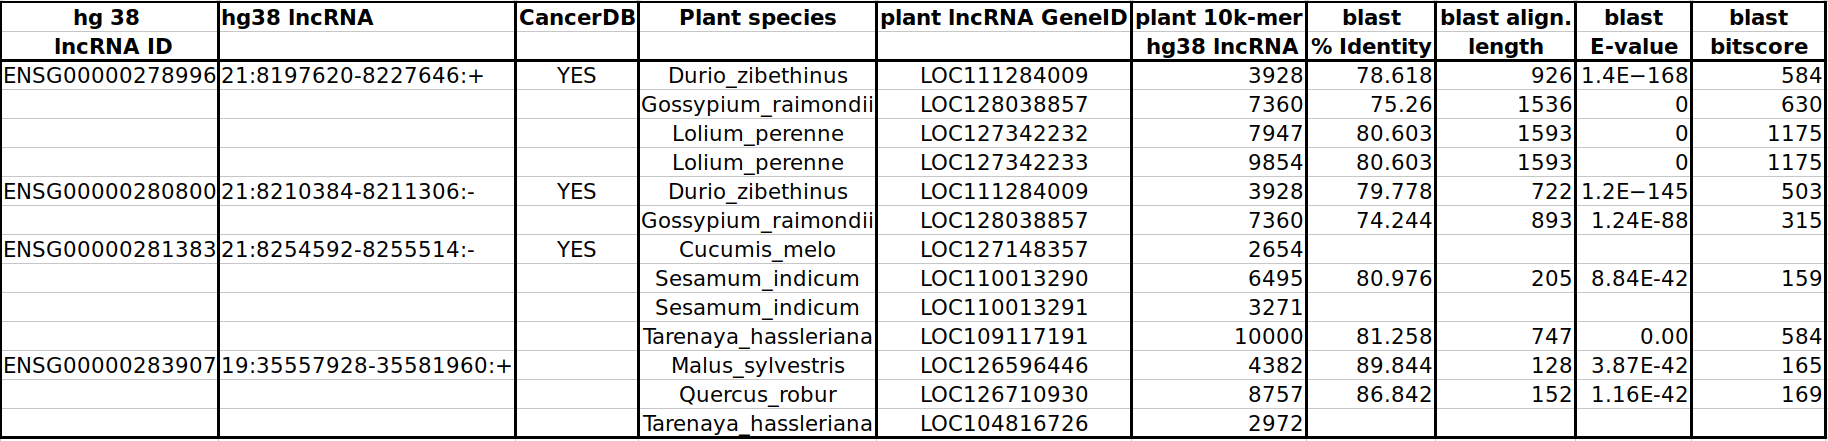 hg 38 hg38 lncRNA CancerDB Plant species plant lncRNA GeneID plant 10k-mer blast blast align. blast blast
lncRNA ID hg38 lncRNA % Identity length E-value bitscore
ENSG00000278996 21:8197620-8227646:+ YES Durio_zibethinus LOC111284009 3928 78.618 926 1.4E−168 584
Gossypium_raimondii LOC128038857 7360 75.26 1536 0 630
Lolium_perenne LOC127342232 7947 80.603 1593 0 1175
Lolium_perenne LOC127342233 9854 80.603 1593 0 1175
ENSG00000280800 21:8210384-8211306:- YES Durio_zibethinus LOC111284009 3928 79.778 722 1.2E−145 503
Gossypium_raimondii LOC128038857 7360 74.244 893 1.24E-88 315
ENSG00000281383 21:8254592-8255514:- YES Cucumis_melo LOC127148357 2654
Sesamum_indicum LOC110013290 6495 80.976 205 8.84E-42 159
Sesamum_indicum LOC110013291 3271
Tarenaya_hassleriana LOC109117191 10000 81.258 747 0.00 584
ENSG00000283907 19:35557928-35581960:+ Malus_sylvestris LOC126596446 4382 89.844 128 3.87E-42 165
Quercus_robur LOC126710930 8757 86.842 152 1.16E-42 169
Tarenaya_hassleriana LOC104816726 2972